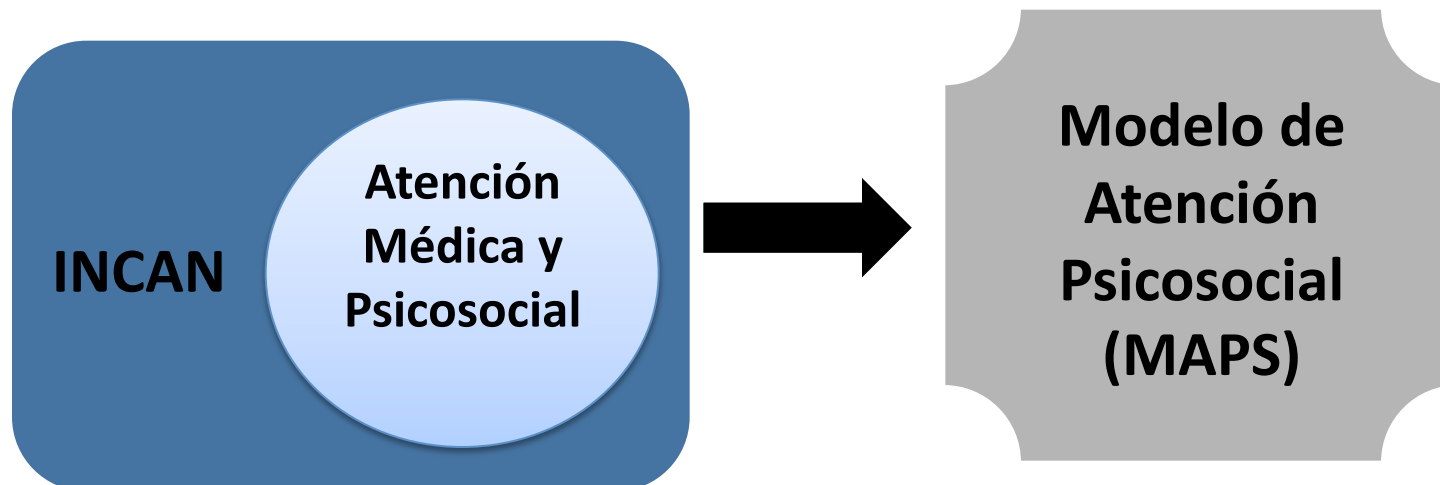 INCAN
Atención
Médica y
Psicosocial
Modelo de
Atención
Psicosocial
(MAPS)